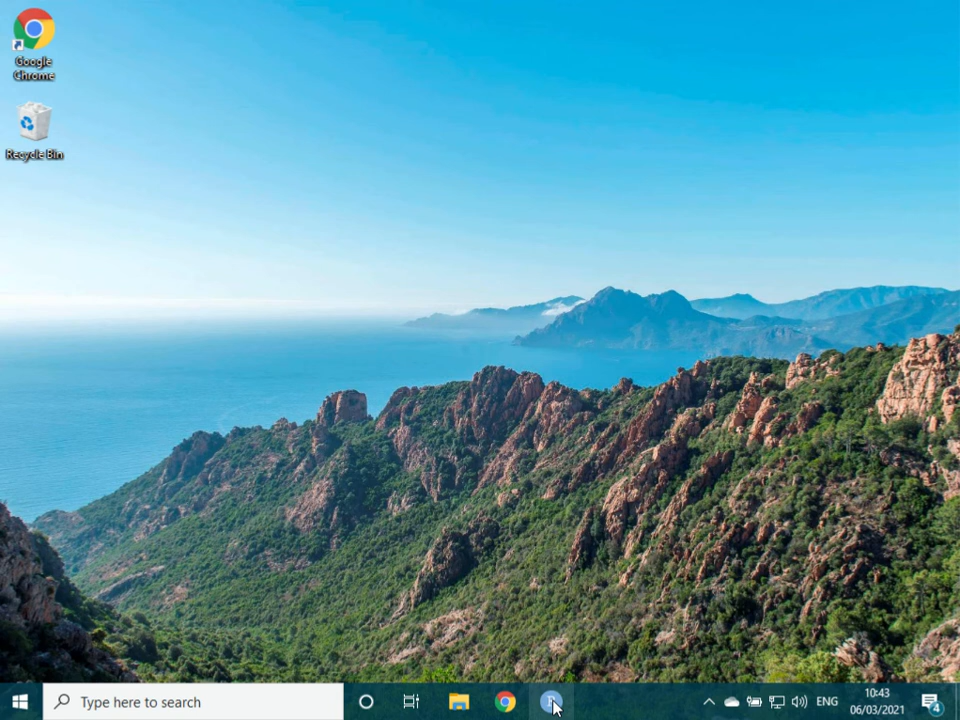 Google
Chrome
Recycle Bin
Type here to search
ENG
10:43
06/03/2021
4